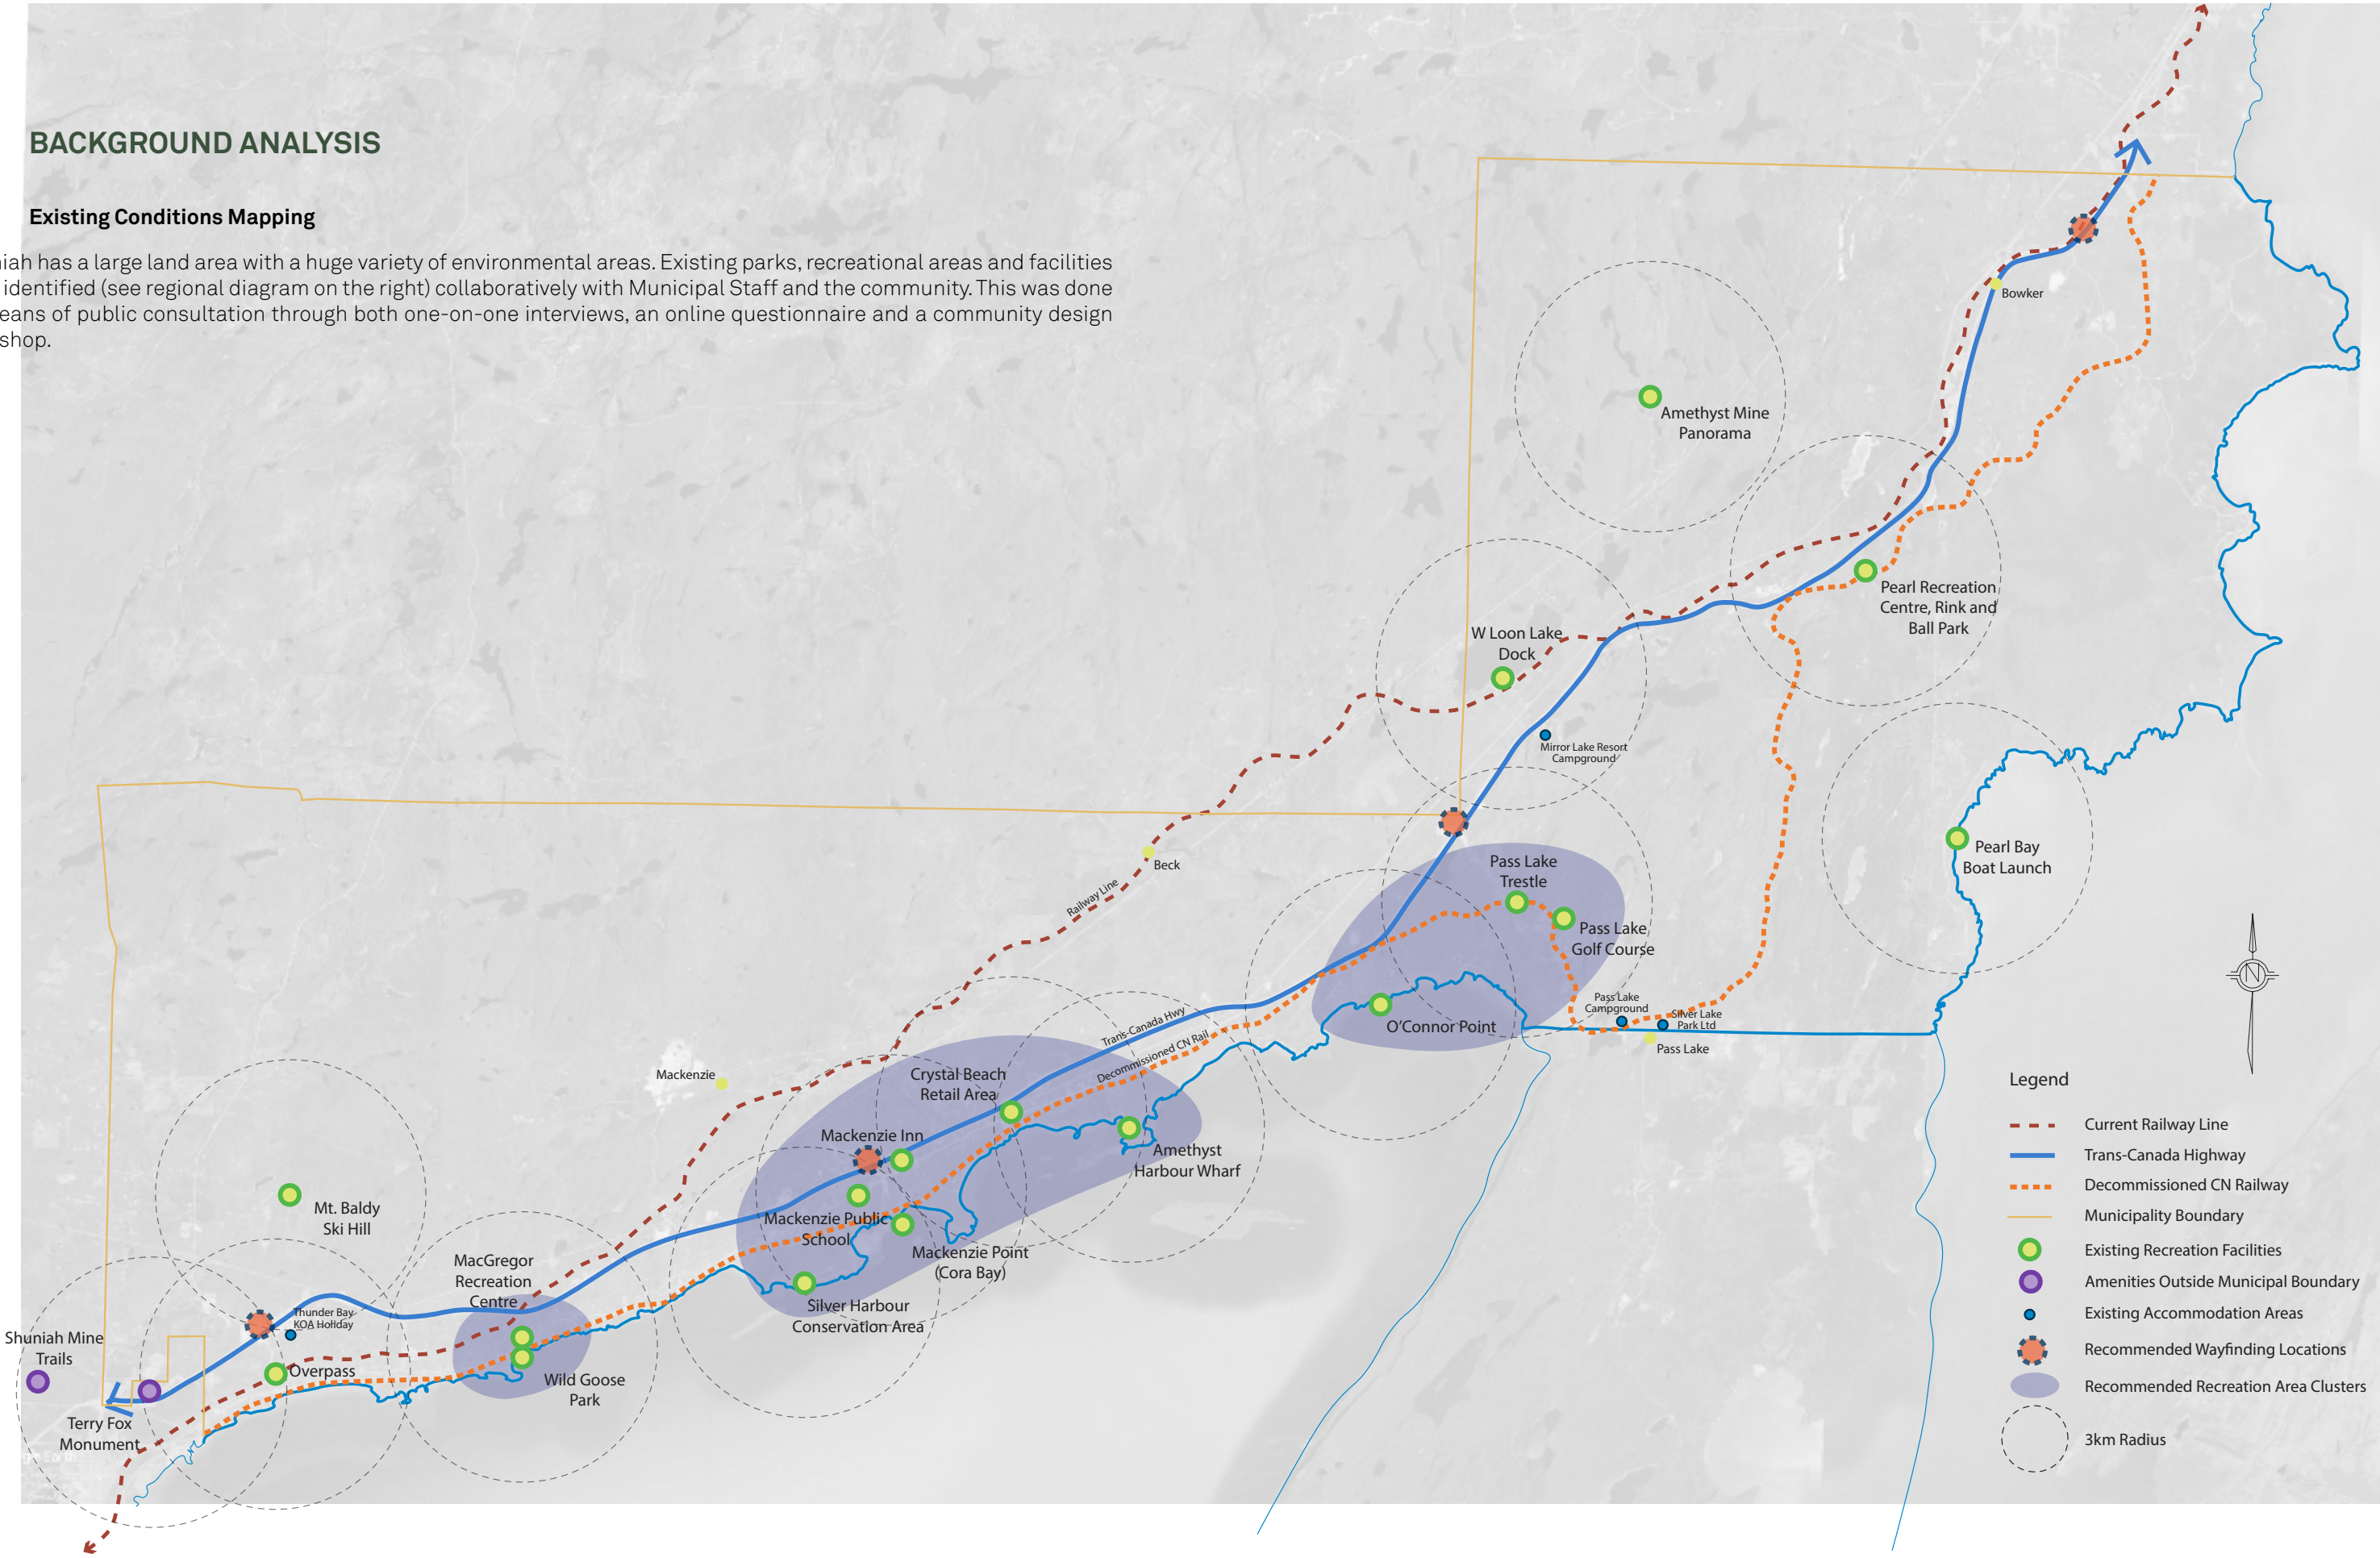 BACKGROUND ANALYSIS
Existing Conditions Mapping
has a large land area with a huge variety of environmental areas. Existing parks, recreational areas and facilities
identified (see regional diagram on the right) collaboratively with Municipal Staff and the community. This was done
of public consultation through both one-on-one interviews, an online questionnaire and a community design
shop.
Bowker
Amethyst Mine
Panorama
Pearl Recreation
Centre, Rink and
Ball Park
W Loon Lake
Dock
Mirror Lake Resort
Campground
Pearl Bay
Boat Launch
Beck
Railway Line
Pass Lake
Trestle
Pass Lake
Golf Course
N
Pass Lake
Campground
Silver Lake
Park Ltd
O'Connor Point
Pass Lake
Trans-Canada Hwy
Decommissioned CN Rail
Mackenzie
Crystal Beach
Retail Area
Mackenzie Inn
Amethyst
Harbour Wharf
Mackenzie Public
School
Mackenzie Point
(Cora Bay)
Silver Harbour
Conservation Area
Mt. Baldy
Ski Hill
MacGregor
Recreation
Centre
Thunder Bay
KOA Holiday
Shuniah Mine
Trails
Overpass
Wild Goose
Park
Terry Fox
Monument
Legend
Current Railway Line
Trans-Canada Highway
Decommissioned CN Railway
Municipality Boundary
Existing Recreation Facilities
Amenities Outside Municipal Boundary
Existing Accommodation Areas
Recommended Wayfinding Locations
Recommended Recreation Area Clusters
3km Radius